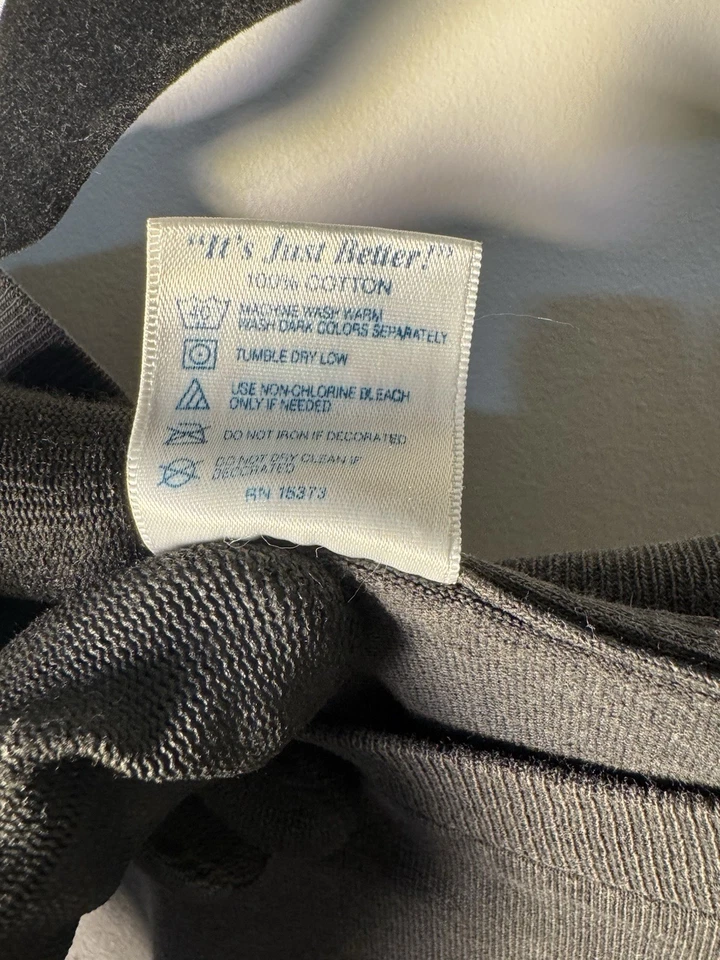 "It's Just Better!"
100% COTTON
40
MACHINE WASH WARM
WASH DARK COLORS SEPARATELY
TUMBLE DRY LOW
USE NON-CHLORINE BLEACH
ONLY IF NEEDED
DO NOT IRON IF DECORATED
DO NOT DRY CLEAN IF
DECORATED
RN 15373